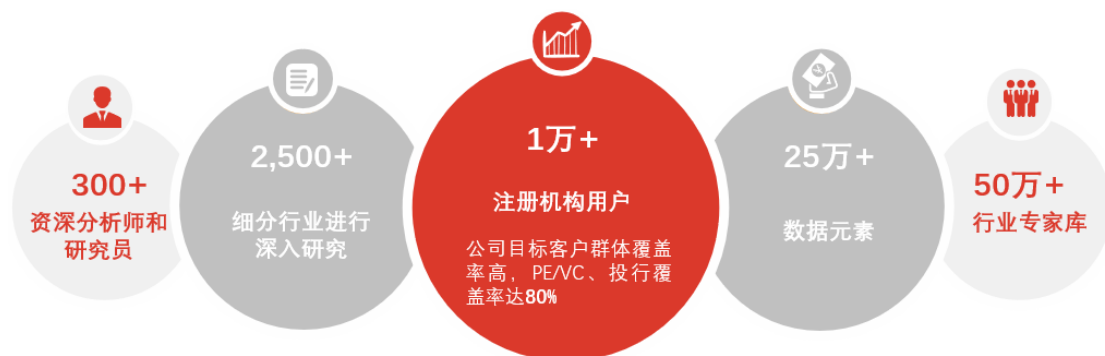 300+
资深分析师和
研究员
2,500+
细分行业进行
深入研究
1万+
注册机构用户
公司目标客户群体覆盖
率高，PE/VC、投行覆
盖率达80%
25万+
数据元素
50万+
行业专家库